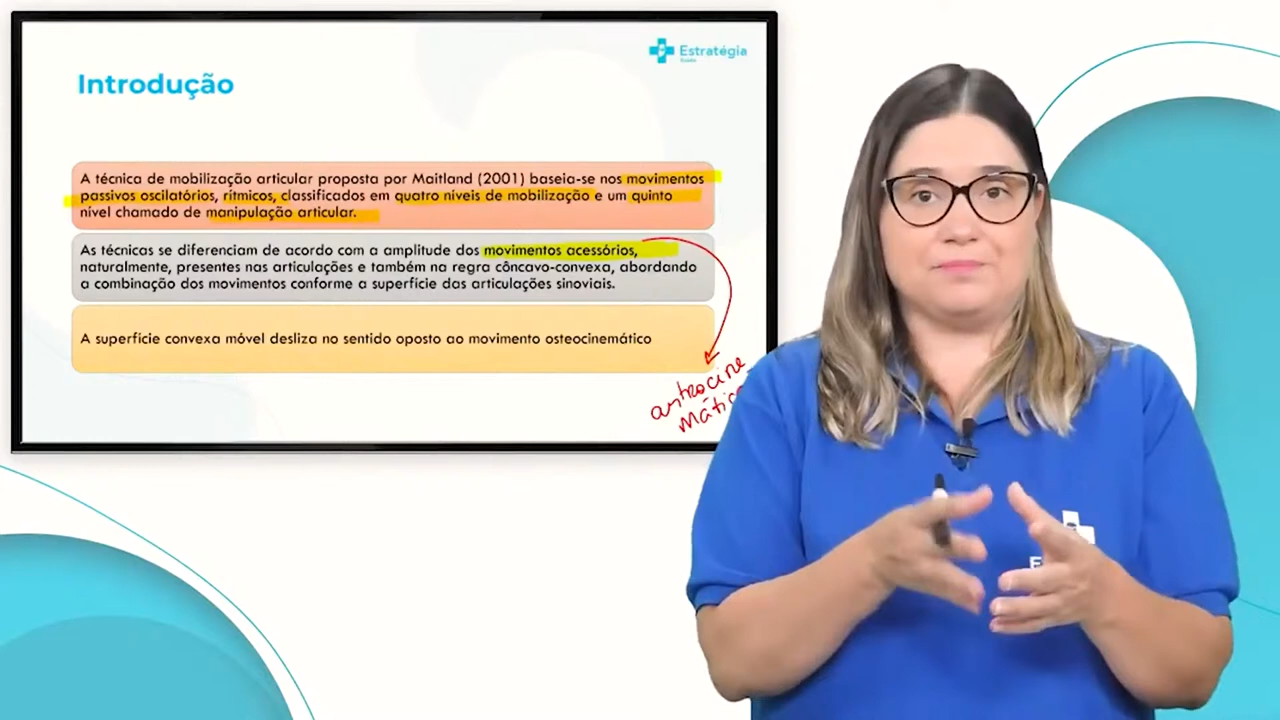 Estratégia
Saúde
Introdução
A técnica de mobilização articular proposta por Maitland (2001) baseia-se nos movimentos
passivos oscilatórios, rítmicos, classificados em quatro níveis de mobilização e um quinto
nível chamado de manipulação articular.
As técnicas se diferenciam de acordo com a amplitude dos movimentos acessórios,
naturalmente, presentes nas articulações e também na regra côncavo-convexa, abordando
a combinação dos movimentos conforme a superfície das articulações sinoviais.
A superfície convexa móvel desliza no sentido oposto ao movimento osteocinemático
artrocine
mátic
E